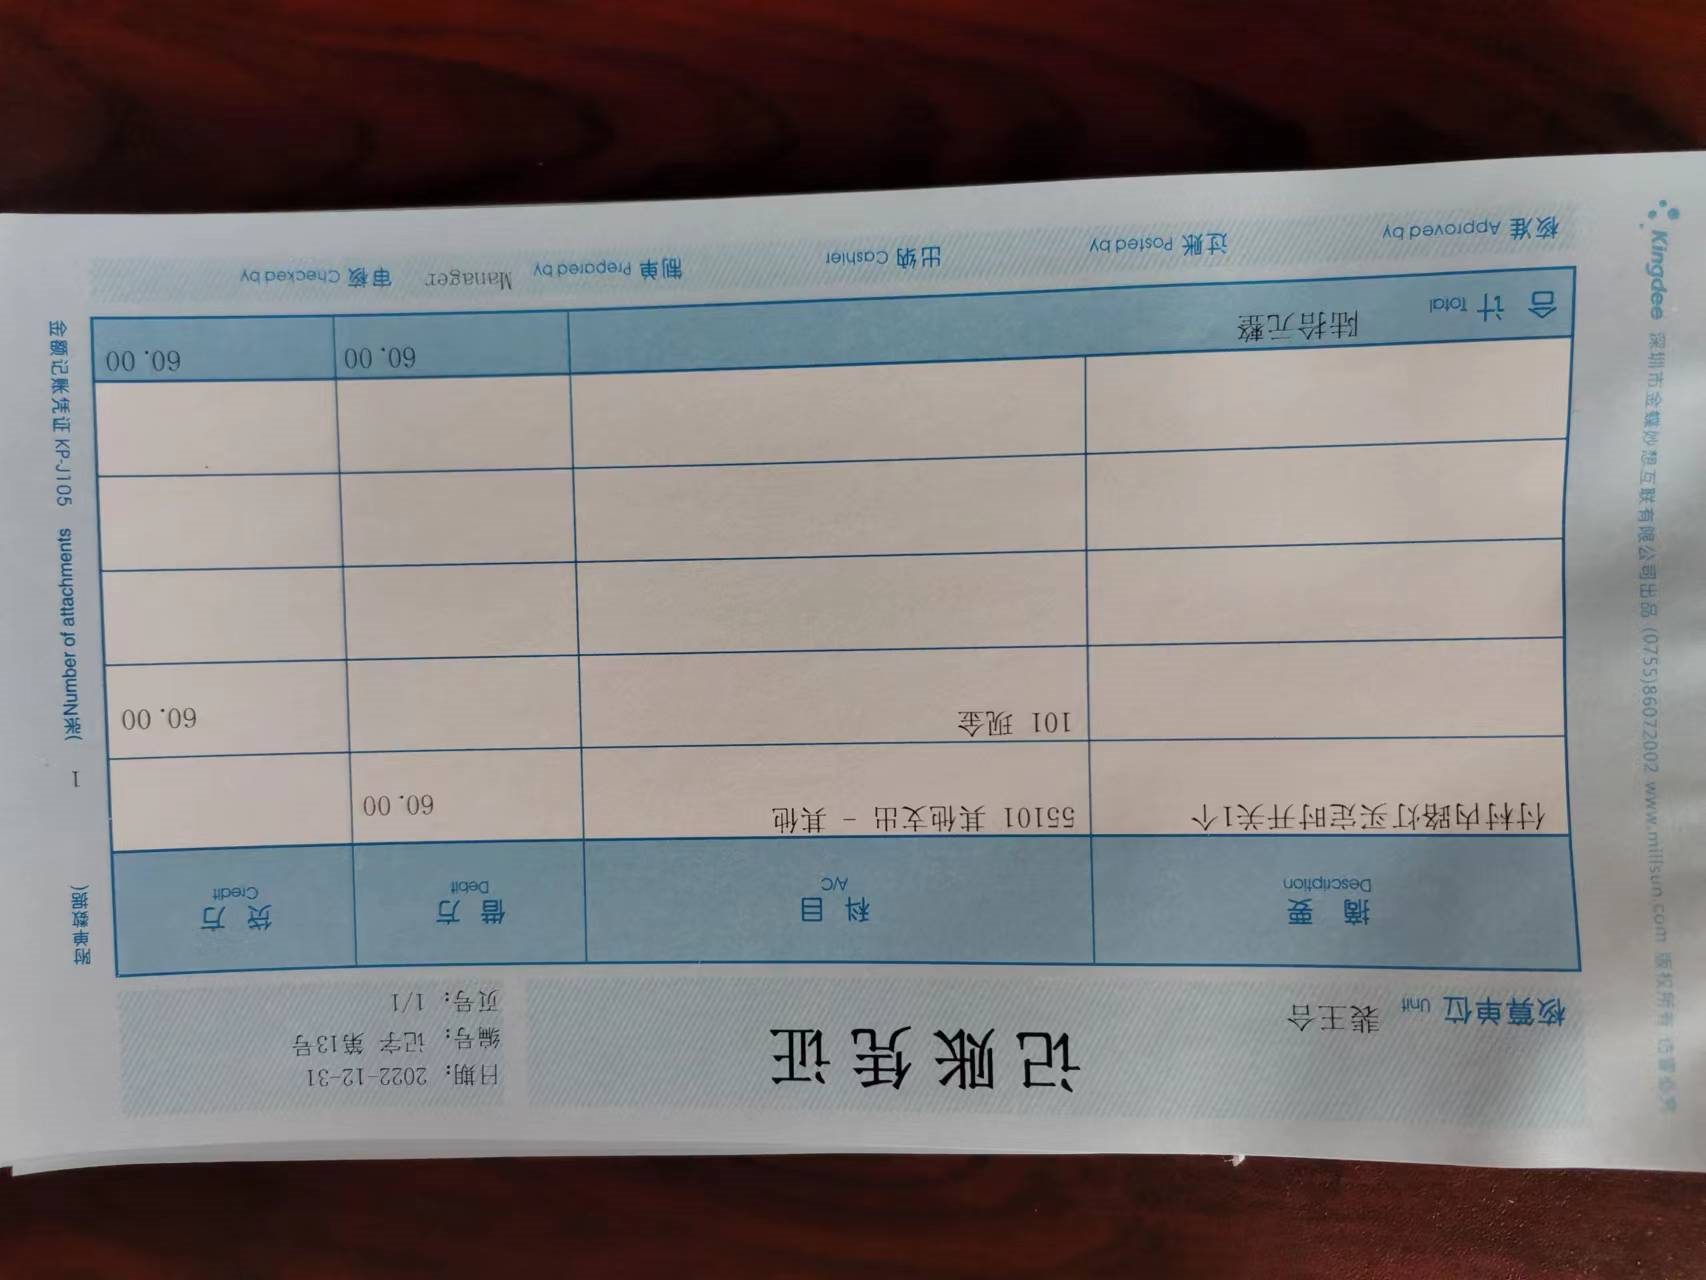 记账凭证
核算单位 Unit 裴王合
日期： 2022-12-31
编号： 记字 第13号
页号： 1/1
摘 要 科 目 借 方 贷 方
Description A/C Debit Credit
付村内路灯买定时开关1个 55101 其他支出 - 其他 60.00
101 现金 60.00
合 计 Total 陆拾元整 60.00 60.00
核准 Approved by 过账 Posted by 出纳 Cashier 制单 Prepared by Manager 审核 Checked by
附单数据( 1 张)Number of attachments 金额记账凭证 KP-J105
Kingdee 深圳市金蝶妙想互联有限公司出品 (0755)86072002 www.millsun.com 版权所有